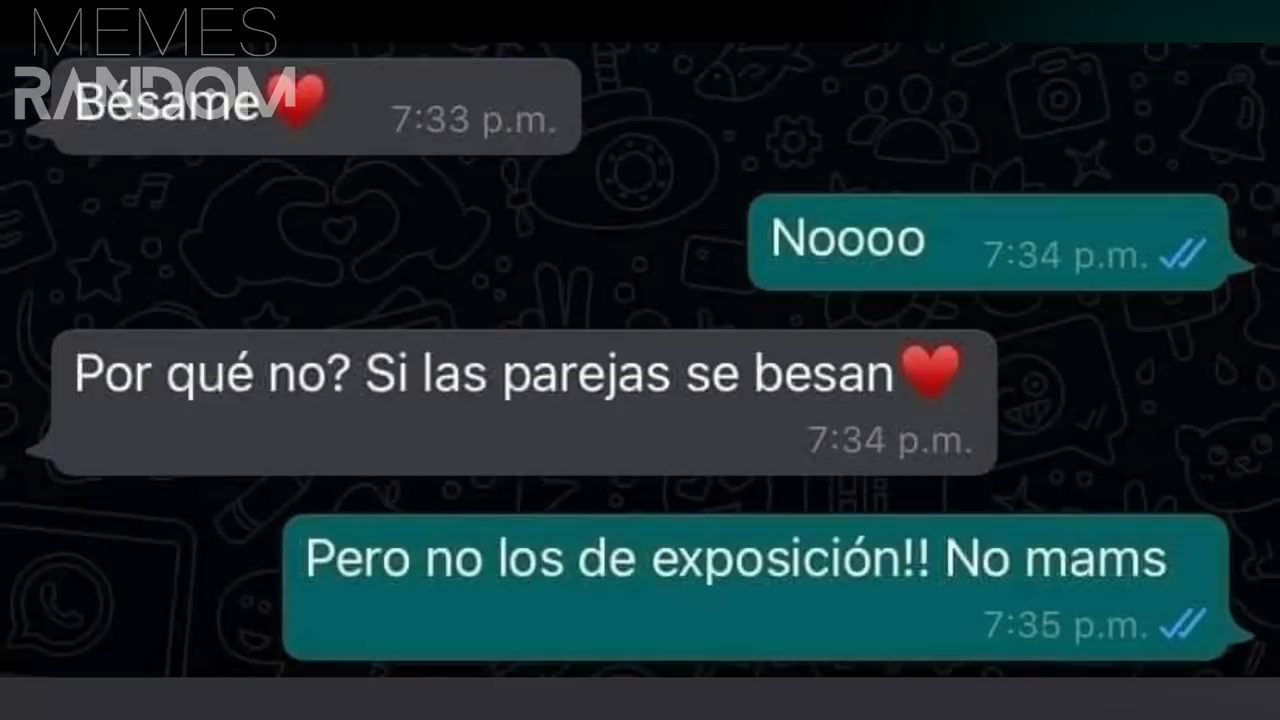 MEMES
RANDOM
Bésame❤️
7:33 p.m.
Noooo
7:34 p.m.
Por qué no? Si las parejas se besan❤️
7:34 p.m.
Pero no los de exposición!! No mams
7:35 p.m.